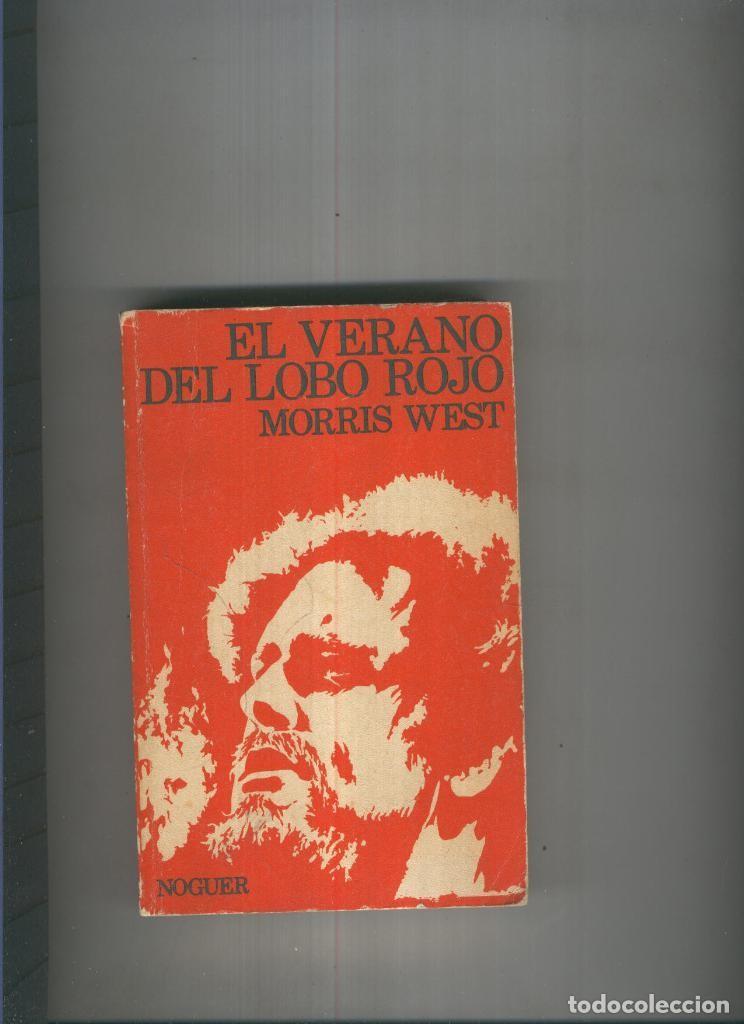 EL VERANO
DEL LOBO ROJO
MORRIS WEST
NOGUER
todocoleccion